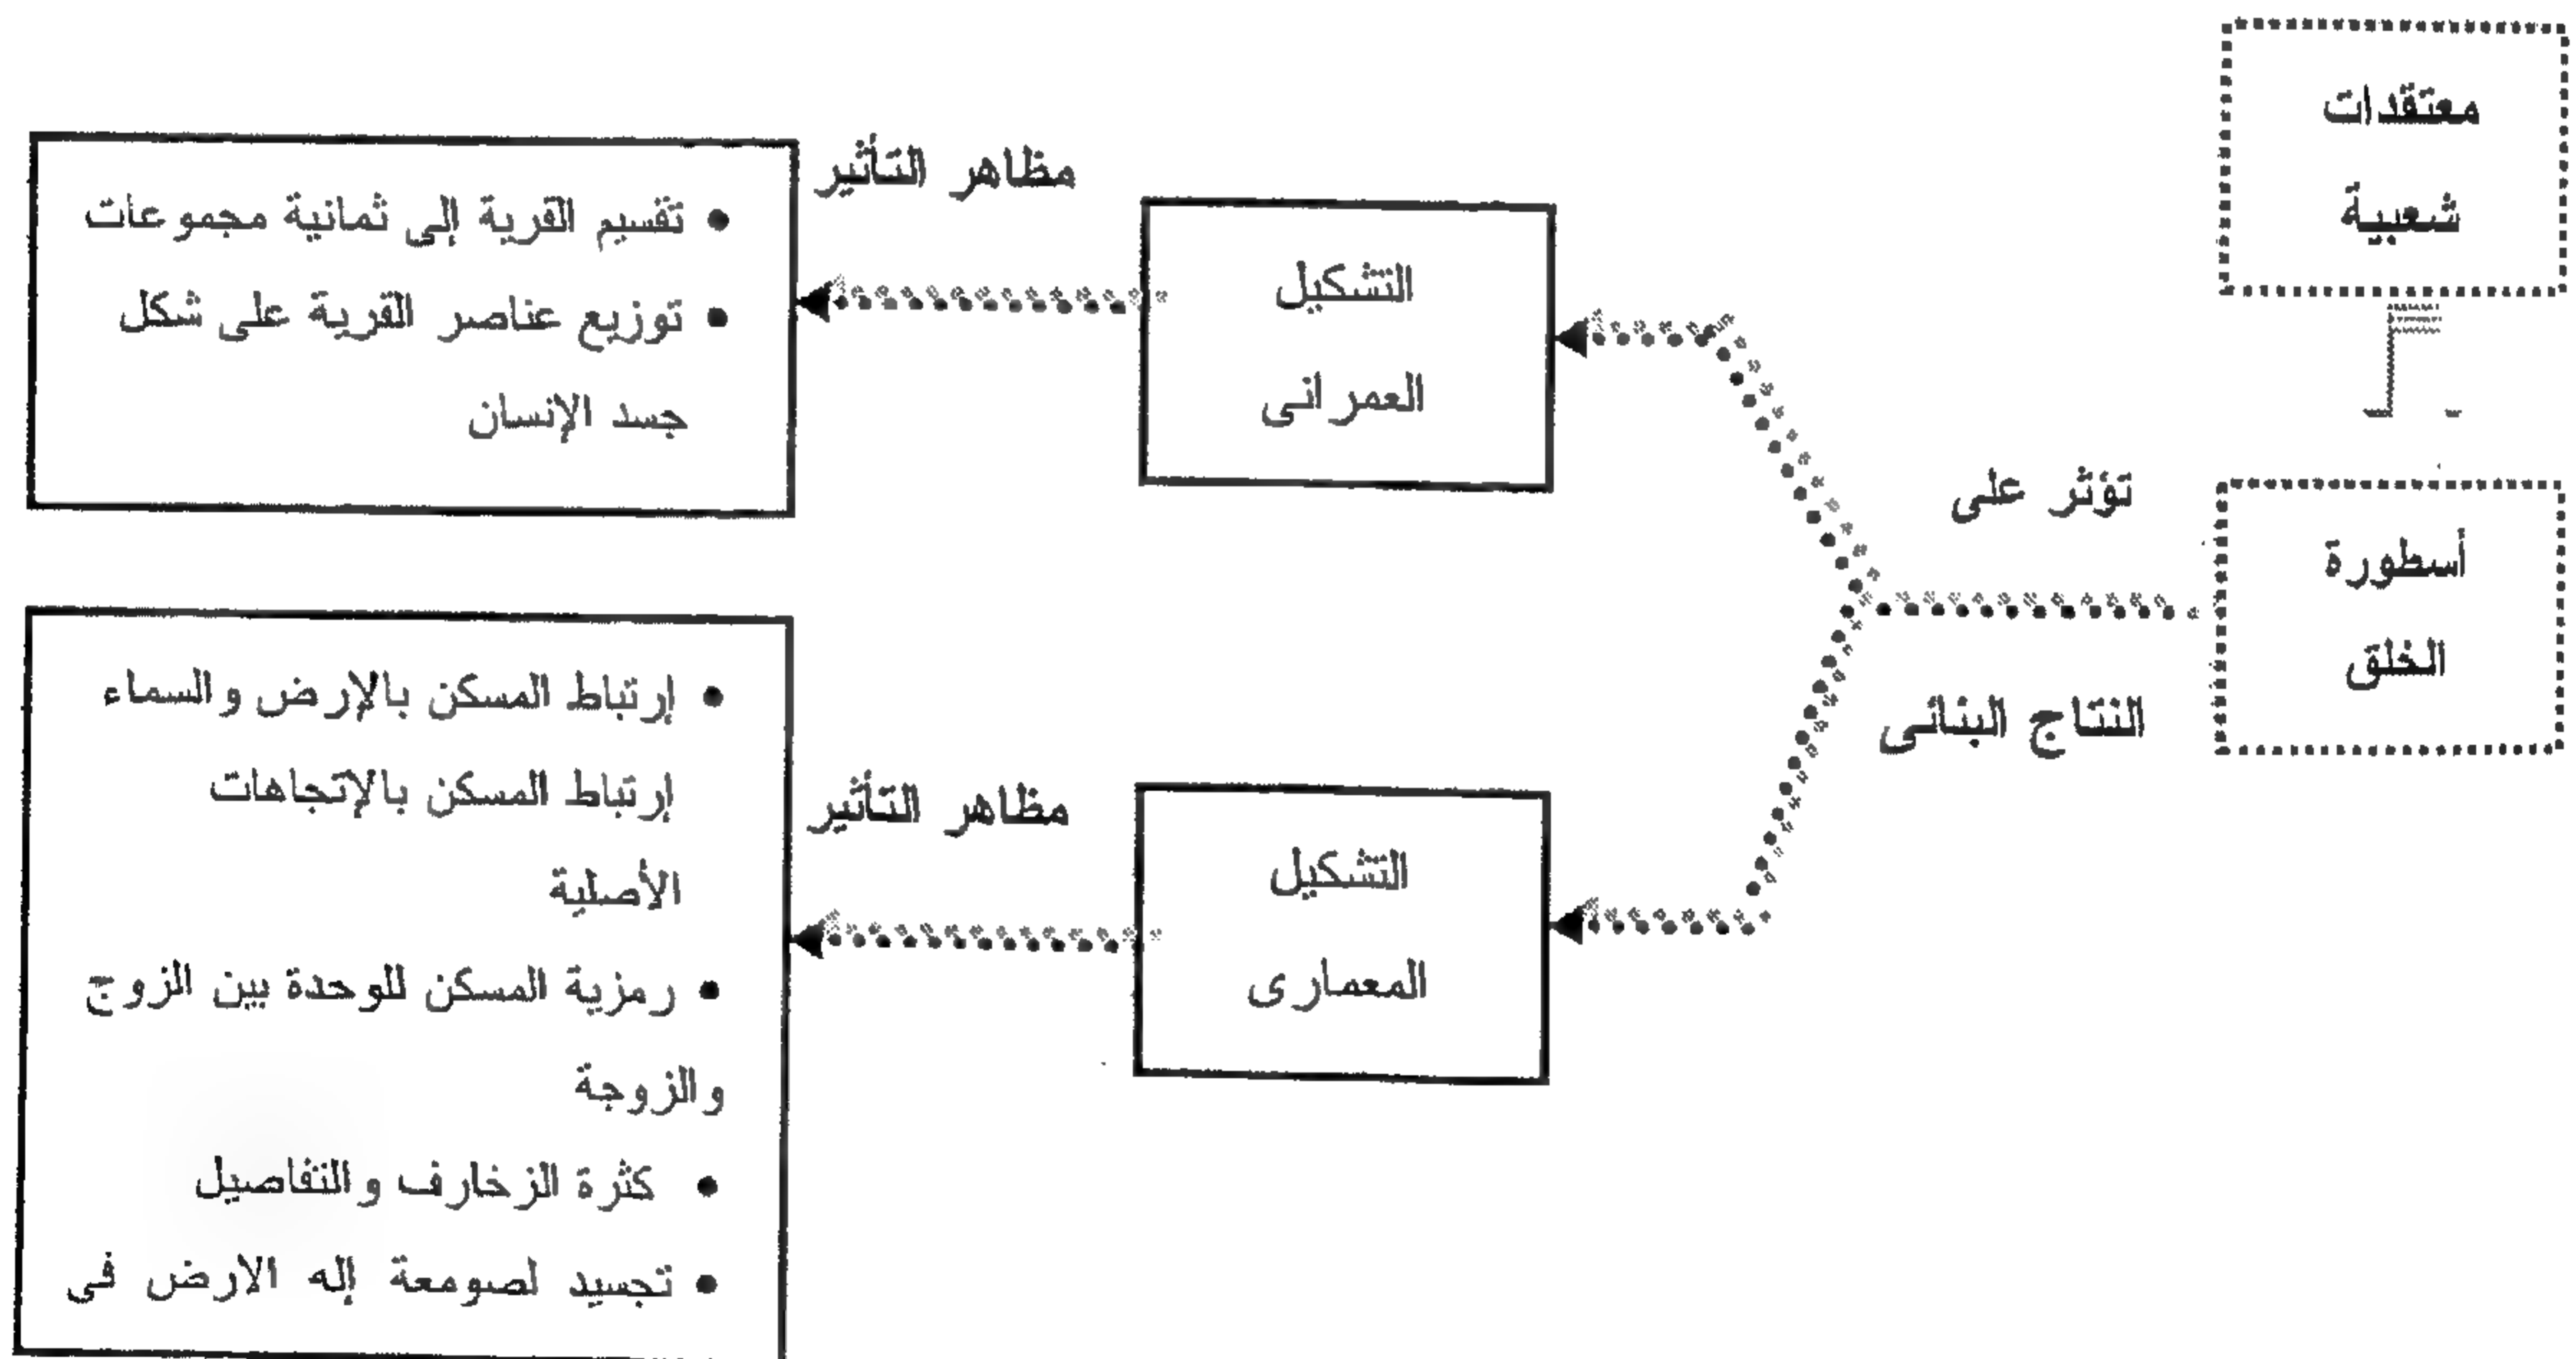 معتقدات
شعبية
أسطورة
الخلق
تؤثر على
النتاج البنائى
التشكيل
العمرانى
مظاهر التأثير
• تقسيم القرية إلى ثمانية مجموعات
• توزيع عناصر القرية على شكل
جسد الإنسان
التشكيل
المعمارى
مظاهر التأثير
• إرتباط المسكن بالإرض والسماء
إرتباط المسكن بالإتجاهات
الأصلية
• رمزية المسكن للوحدة بين الزوج
والزوجة
• كثرة الزخارف والتفاصيل
• تجسيد لصومعة إله الارض فى